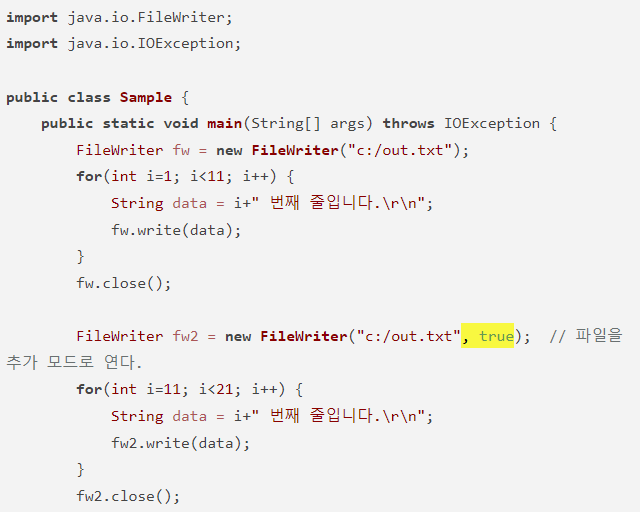 import java.io.FileWriter;
import java.io.IOException;
public class Sample {
public static void main(String[] args) throws IOException {
FileWriter fw = new FileWriter("c:/out.txt");
for(int i=1; i<11; i++) {
String data = i+" 번째 줄입니다.\r\n";
fw.write(data);
}
fw.close();
FileWriter fw2 = new FileWriter("c:/out.txt", true);  // 파일을
추가 모드로 연다.
for(int i=11; i<21; i++) {
String data = i+" 번째 줄입니다.\r\n";
fw2.write(data);
}
fw2.close();